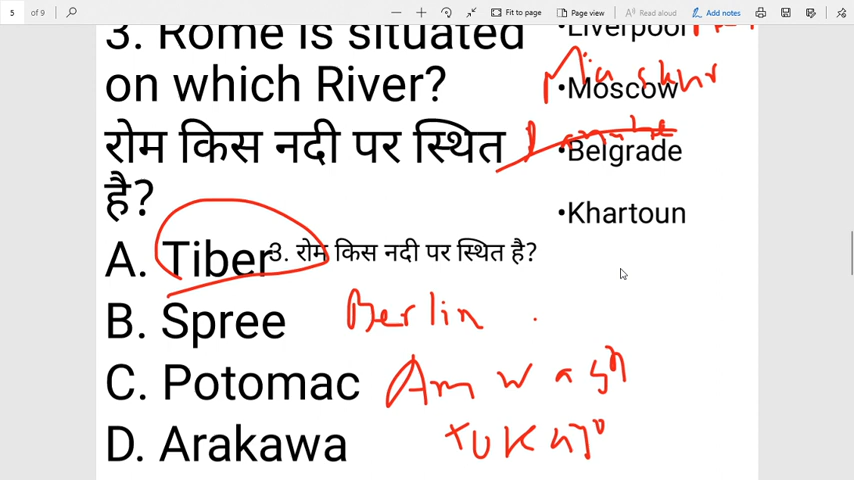 5 of 9 Fit to page Page view Read aloud Add notes
3. Rome is situated
on which River?
रोम किस नदी पर स्थित
है?
A. Tiber
3. रोम किस नदी पर स्थित है?
B. Spree Berlin
C. Potomac
D. Arakawa
•Liverpool
•Moscow
•Belgrade
•Khartoun